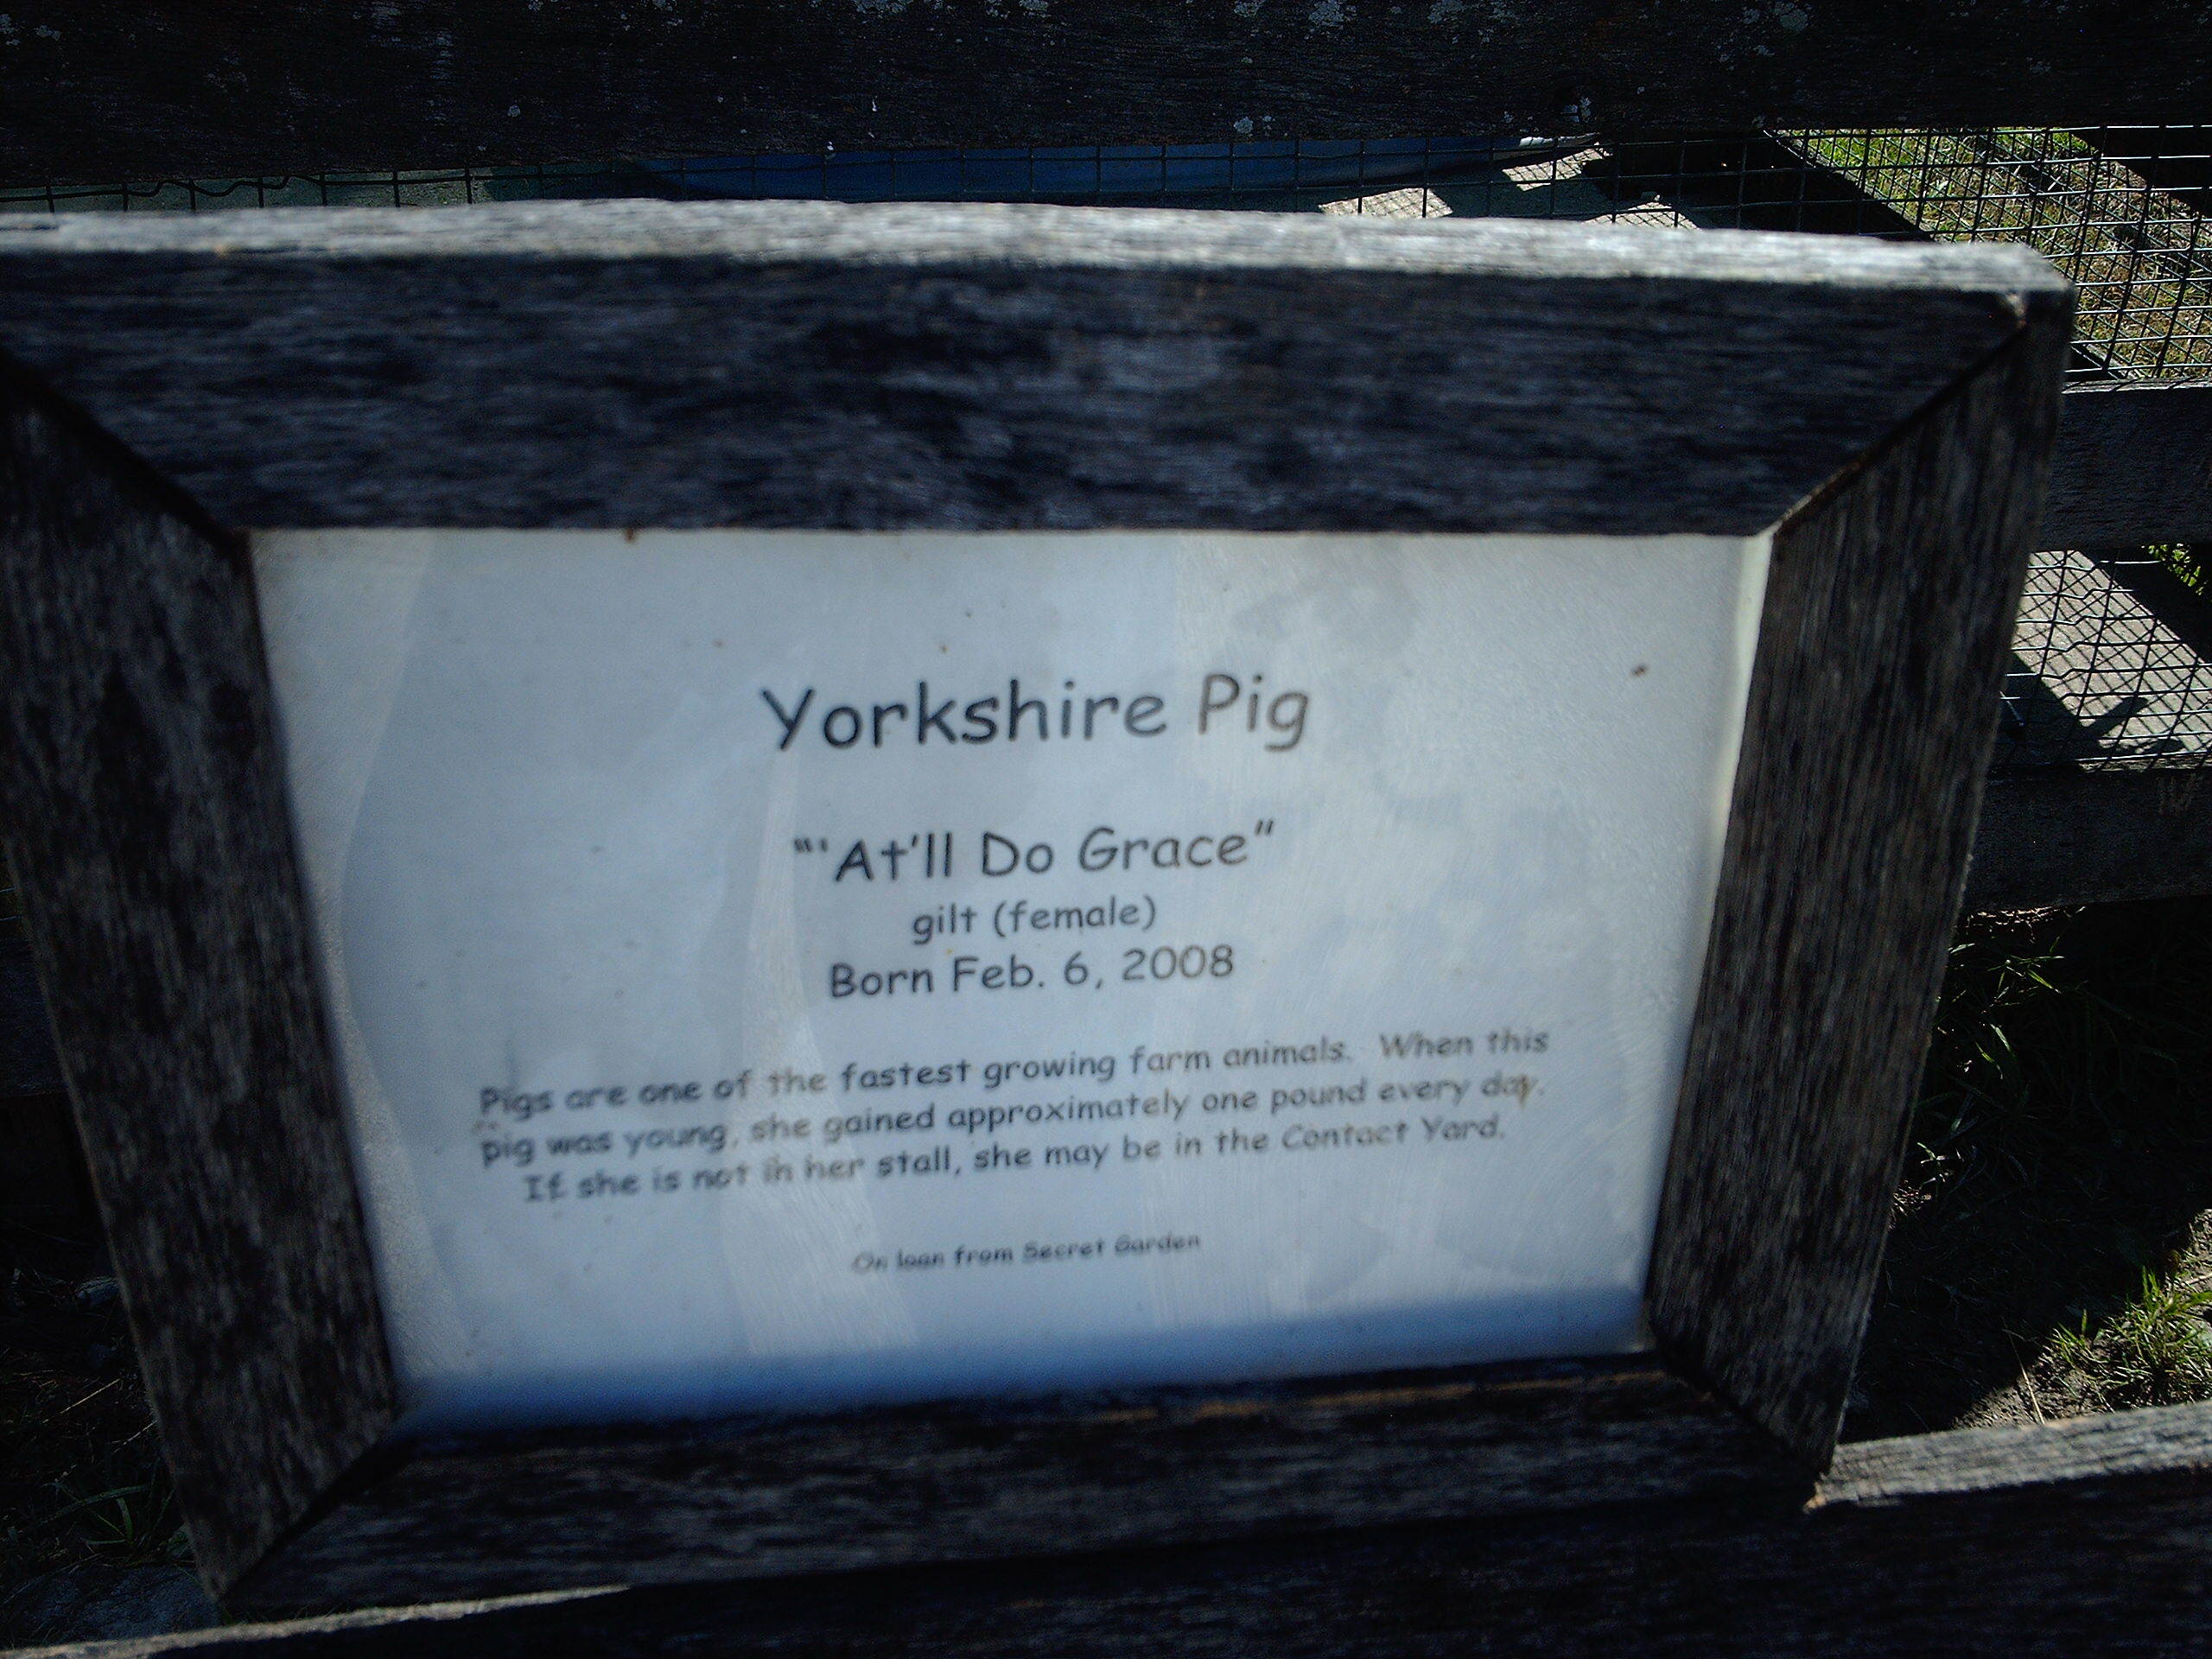 Yorkshire Pig
"'At'll Do Grace"
gilt (female)
Born Feb. 6, 2008
Pigs are one of the fastest growing farm animals. When this
pig was young, she gained approximately one pound every day.
If she is not in her stall, she may be in the Contact Yard.
On loan from Secret Garden